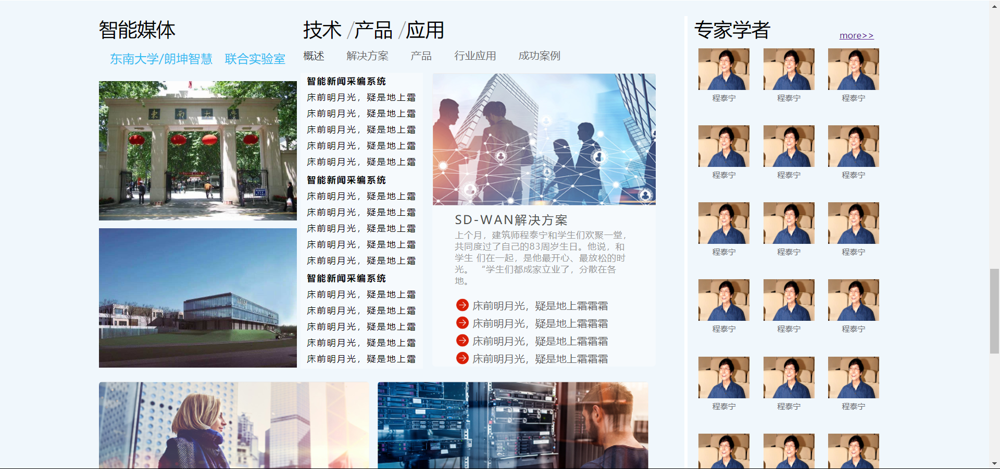 智能媒体
东南大学/朗坤智慧 联合实验室
東南大學
技术 /产品 /应用
概述 解决方案 产品 行业应用 成功案例
智能新闻采编系统
床前明月光，疑是地上霜
床前明月光，疑是地上霜
床前明月光，疑是地上霜
床前明月光，疑是地上霜
床前明月光，疑是地上霜
智能新闻采编系统
床前明月光，疑是地上霜
床前明月光，疑是地上霜
床前明月光，疑是地上霜
床前明月光，疑是地上霜
床前明月光，疑是地上霜
智能新闻采编系统
床前明月光，疑是地上霜
床前明月光，疑是地上霜
床前明月光，疑是地上霜
床前明月光，疑是地上霜
床前明月光，疑是地上霜
SD-WAN解决方案
上个月，建筑师程泰宁和学生们欢聚一堂，
共同度过了自己的83周岁生日。他说，和
学生 们在一起，是他最开心、最放松的时
光。 “学生们都成家立业了，分散在各
地。
床前明月光，疑是地上霜霜霜
床前明月光，疑是地上霜霜霜
床前明月光，疑是地上霜霜霜
床前明月光，疑是地上霜霜霜
专家学者
more>>
程泰宁 程泰宁 程泰宁
程泰宁 程泰宁 程泰宁
程泰宁 程泰宁 程泰宁
程泰宁 程泰宁 程泰宁
程泰宁 程泰宁 程泰宁